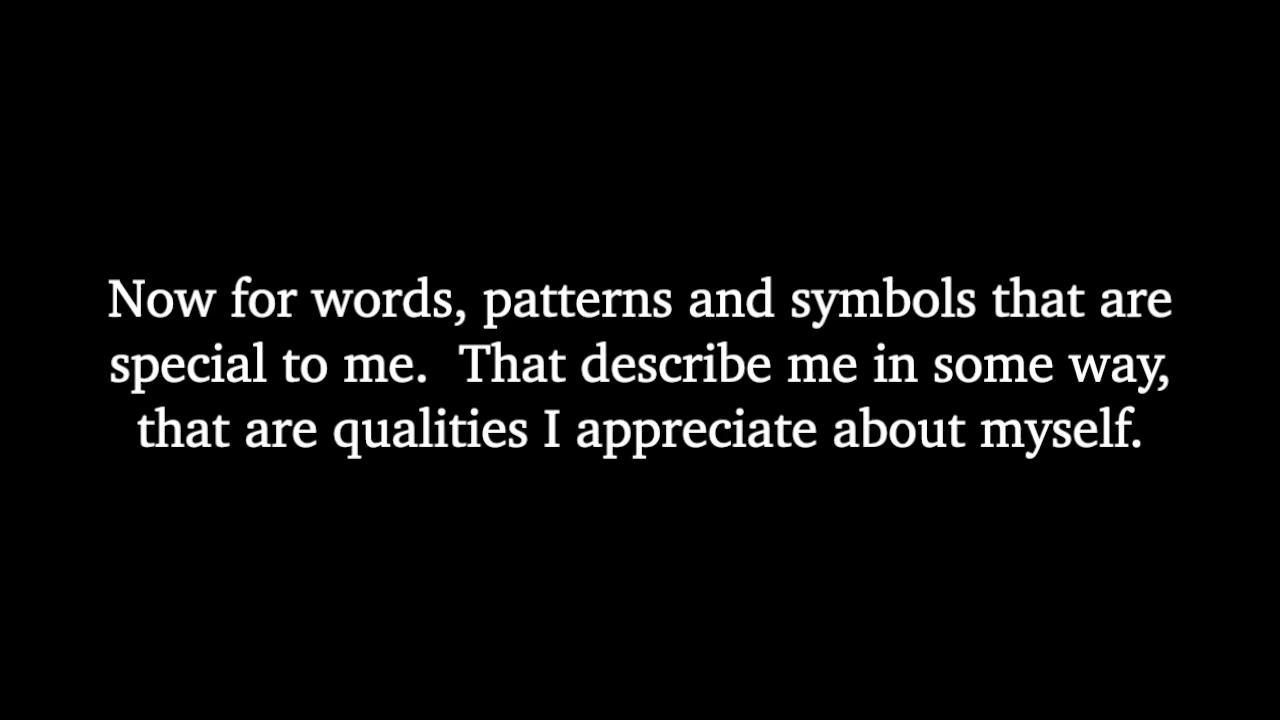 Now for words, patterns and symbols that are
special to me.  That describe me in some way,
that are qualities I appreciate about myself.